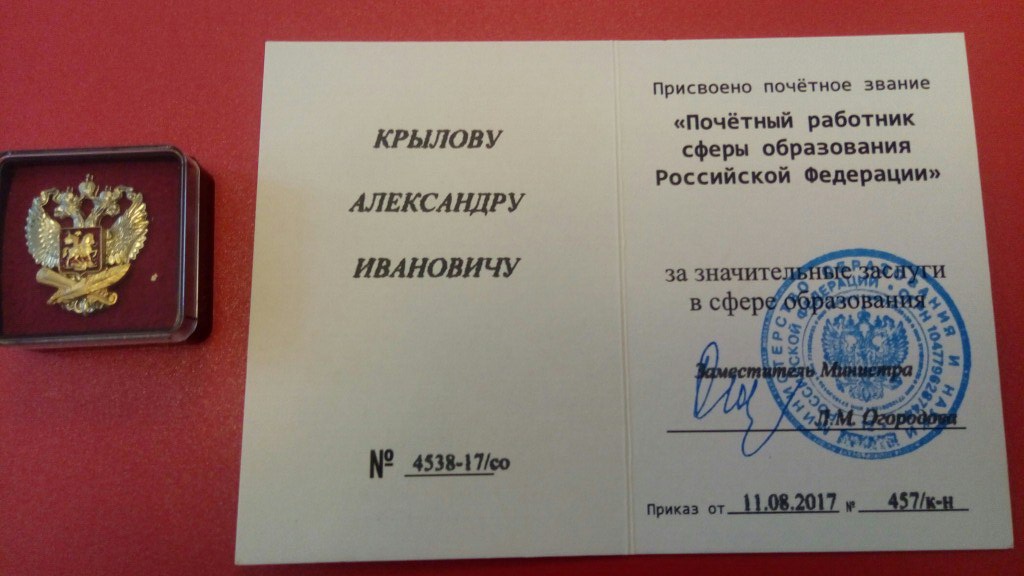 КРЫЛОВУ
АЛЕКСАНДРУ
ИВАНОВИЧУ
№ 4538-17/со
Присвоено почётное звание
«Почётный работник
сферы образования
Российской Федерации»
за значительные заслуги
в сфере образования
Заместитель Министра
Л.М. Огородова
Приказ от 11.08.2017 № 457/к-н